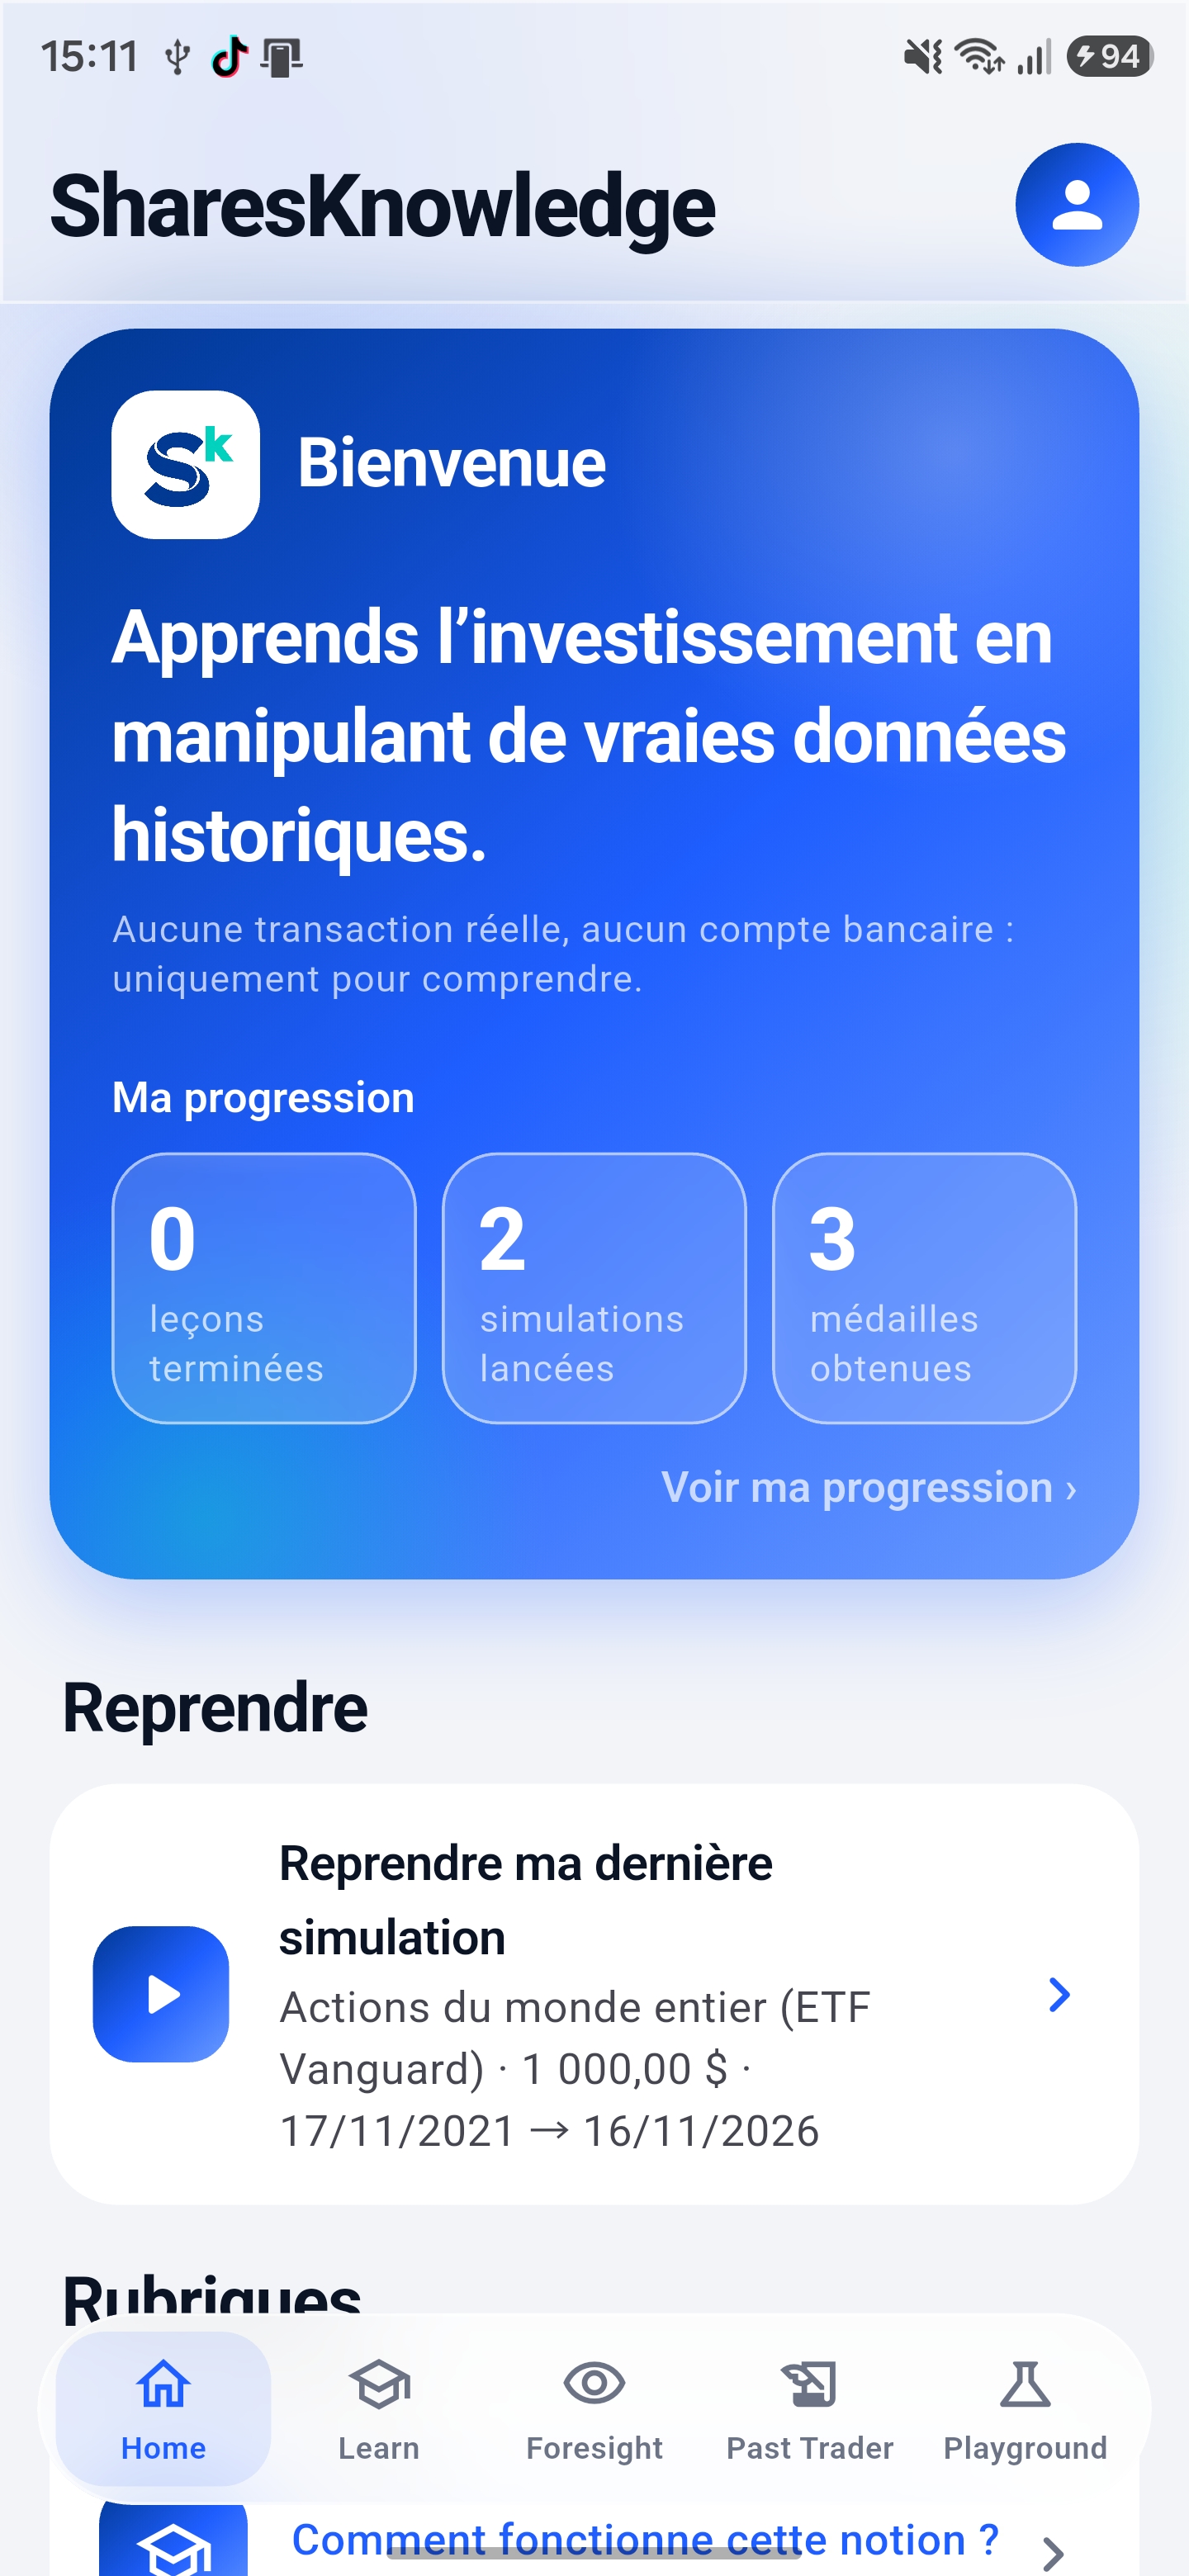 15:11
94
SharesKnowledge
Sk
Bienvenue
Apprends l’investissement en
manipulant de vraies données
historiques.
Aucune transaction réelle, aucun compte bancaire :
uniquement pour comprendre.
Ma progression
0
leçons
terminées
2
simulations
lancées
3
médailles
obtenues
Voir ma progression ›
Reprendre
Reprendre ma dernière
simulation
Actions du monde entier (ETF
Vanguard) · 1 000,00 $ ·
17/11/2021 → 16/11/2026
Rubriques
Home
Learn
Foresight
Past Trader
Playground
Comment fonctionne cette notion ?